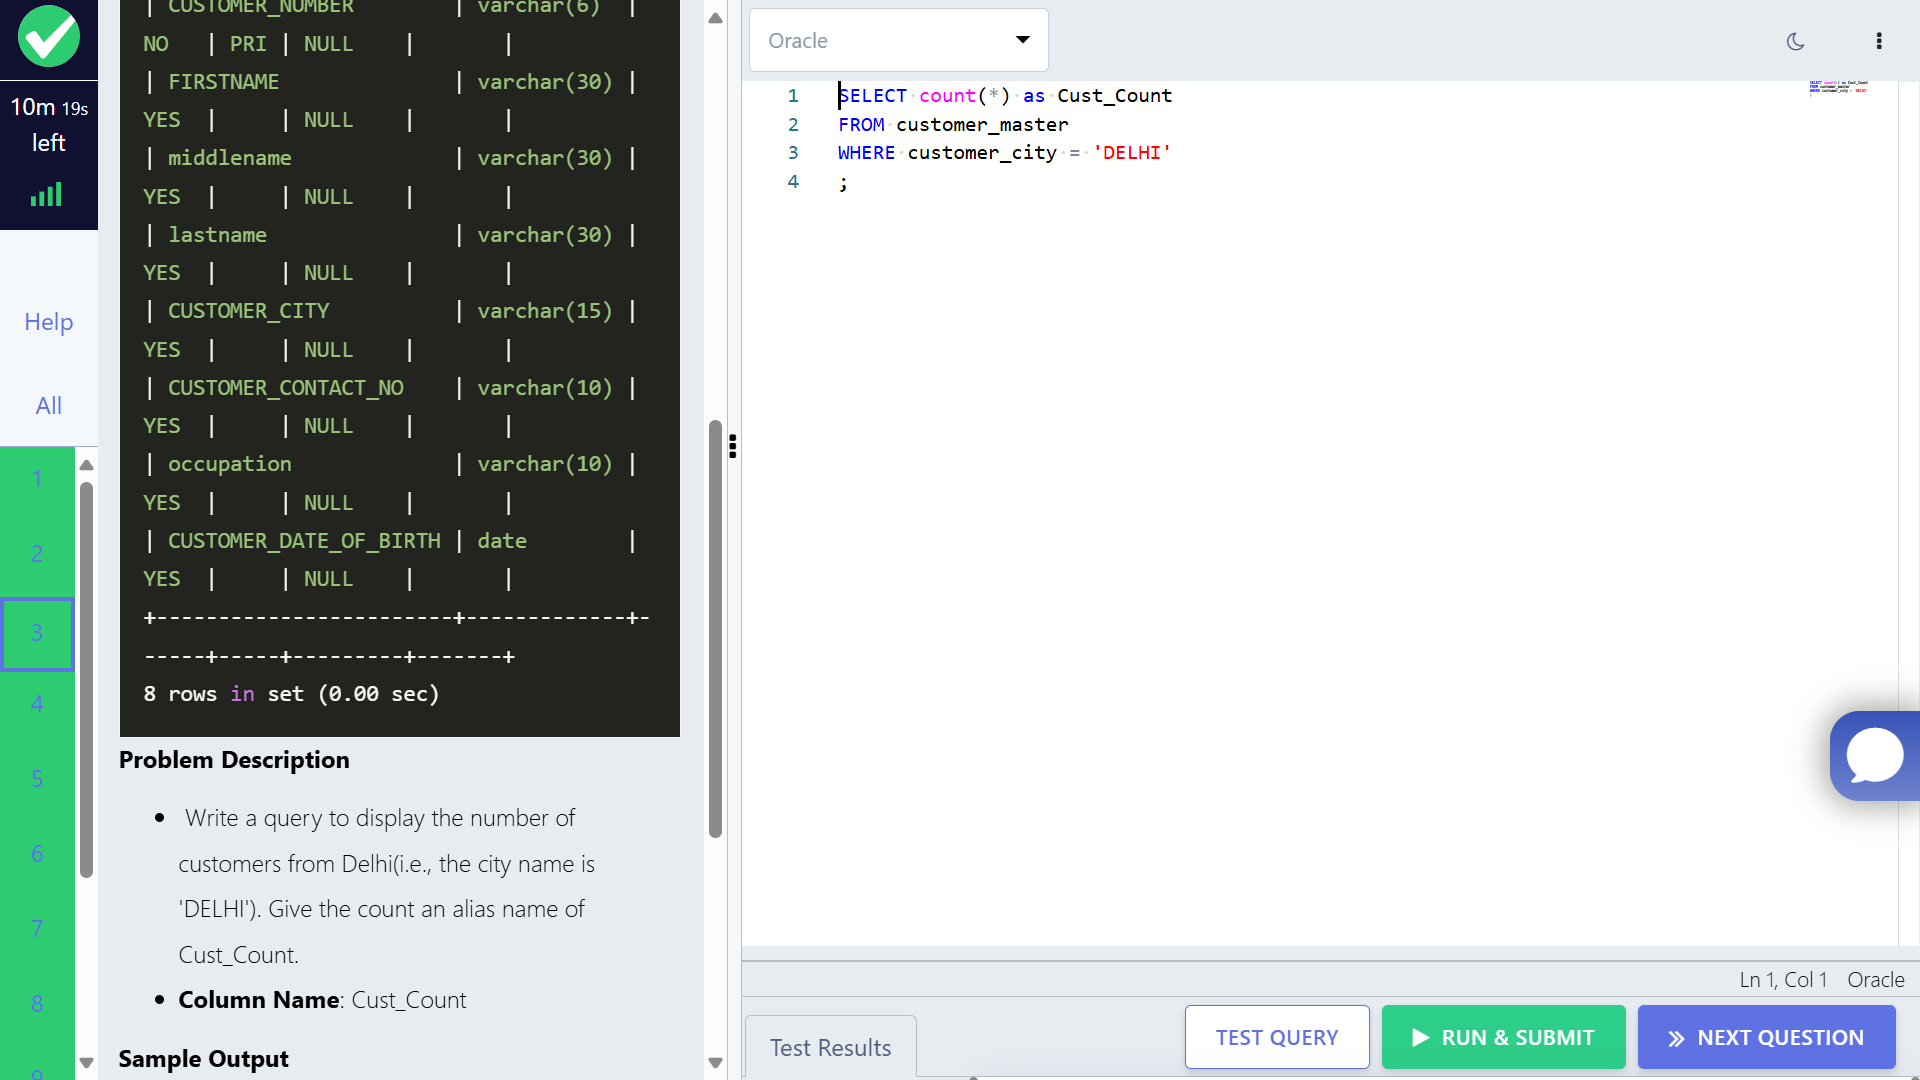 10m 19s
left
Help
All
1
2
3
4
5
6
7
8
9
| CUSTOMER_NUMBER | varchar(6) |
NO | PRI | NULL | |
| FIRSTNAME | varchar(30) |
YES | | NULL | |
| middlename | varchar(30) |
YES | | NULL | |
| lastname | varchar(30) |
YES | | NULL | |
| CUSTOMER_CITY | varchar(15) |
YES | | NULL | |
| CUSTOMER_CONTACT_NO | varchar(10) |
YES | | NULL | |
| occupation | varchar(10) |
YES | | NULL | |
| CUSTOMER_DATE_OF_BIRTH | date |
YES | | NULL | |
+------------------------+-------------+-
-----+-----+---------+-------+
8 rows in set (0.00 sec)
Problem Description
• Write a query to display the number of
customers from Delhi(i.e., the city name is
'DELHI'). Give the count an alias name of
Cust_Count.
• Column Name: Cust_Count
Sample Output
Oracle
1 SELECT count(*) as Cust_Count
2 FROM customer_master
3 WHERE customer_city = 'DELHI'
4 ;
Ln 1, Col 1 Oracle
Test Results
TEST QUERY
RUN & SUBMIT
NEXT QUESTION